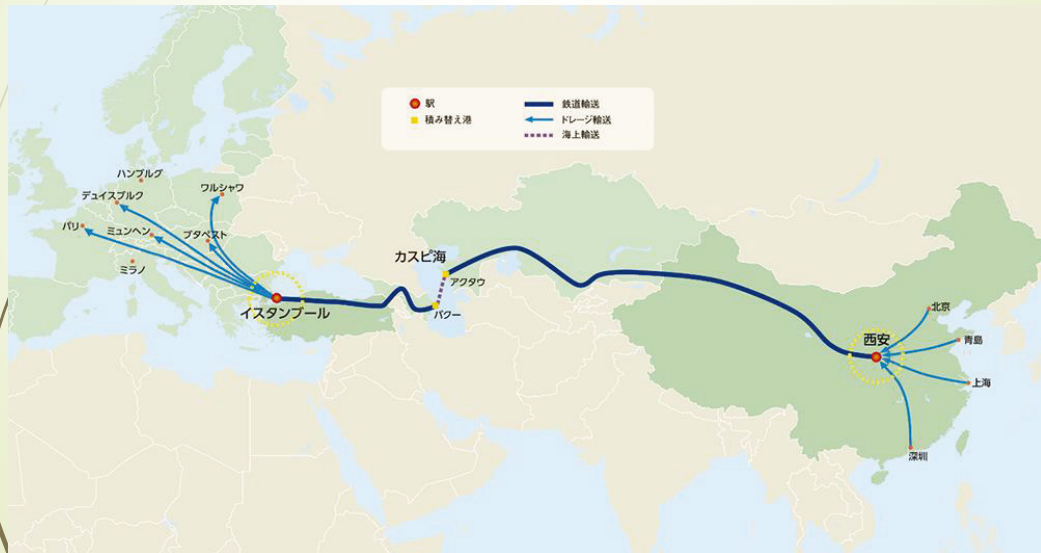 駅
積み替え港
鉄道輸送
ドレージ輸送
海上輸送
ハンブルグ
デュイスブルク
ワルシャワ
パリ
ミュンヘン
ブタペスト
ミラノ
イスタンブール
カスピ海
アクタウ
バクー
西安
北京
青島
上海
深圳